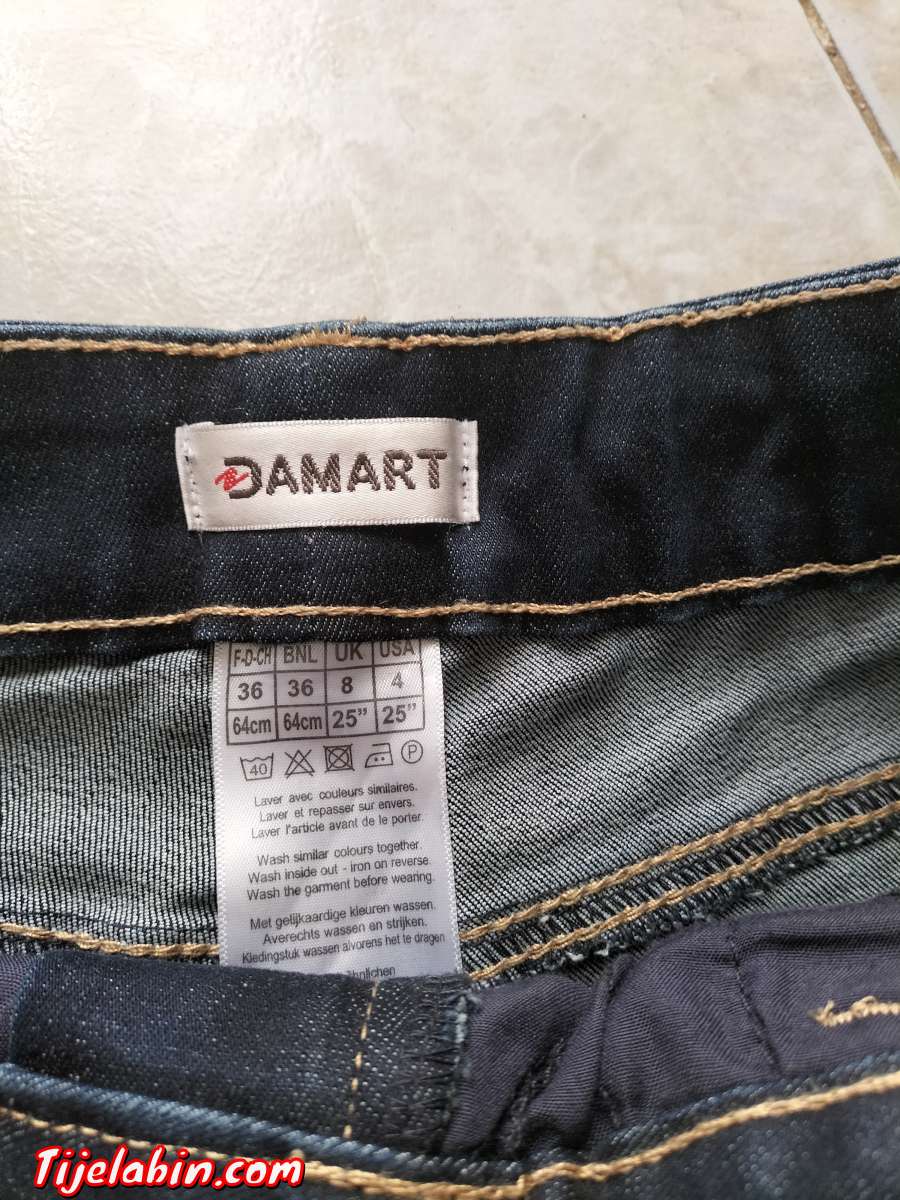 DAMART
F-D-CH BNL UK USA
36 36 8 4
64cm 64cm 25" 25"
40 P
Laver avec couleurs similaires.
Laver et repasser sur envers.
Laver l'article avant de le porter.
Wash similar colours together.
Wash inside out - iron on reverse.
Wash the garment before wearing.
Met gelijkaardige kleuren wassen.
Averechts wassen en strijken.
Kledingstuk wassen alvorens het te dragen
Tijelabin.com